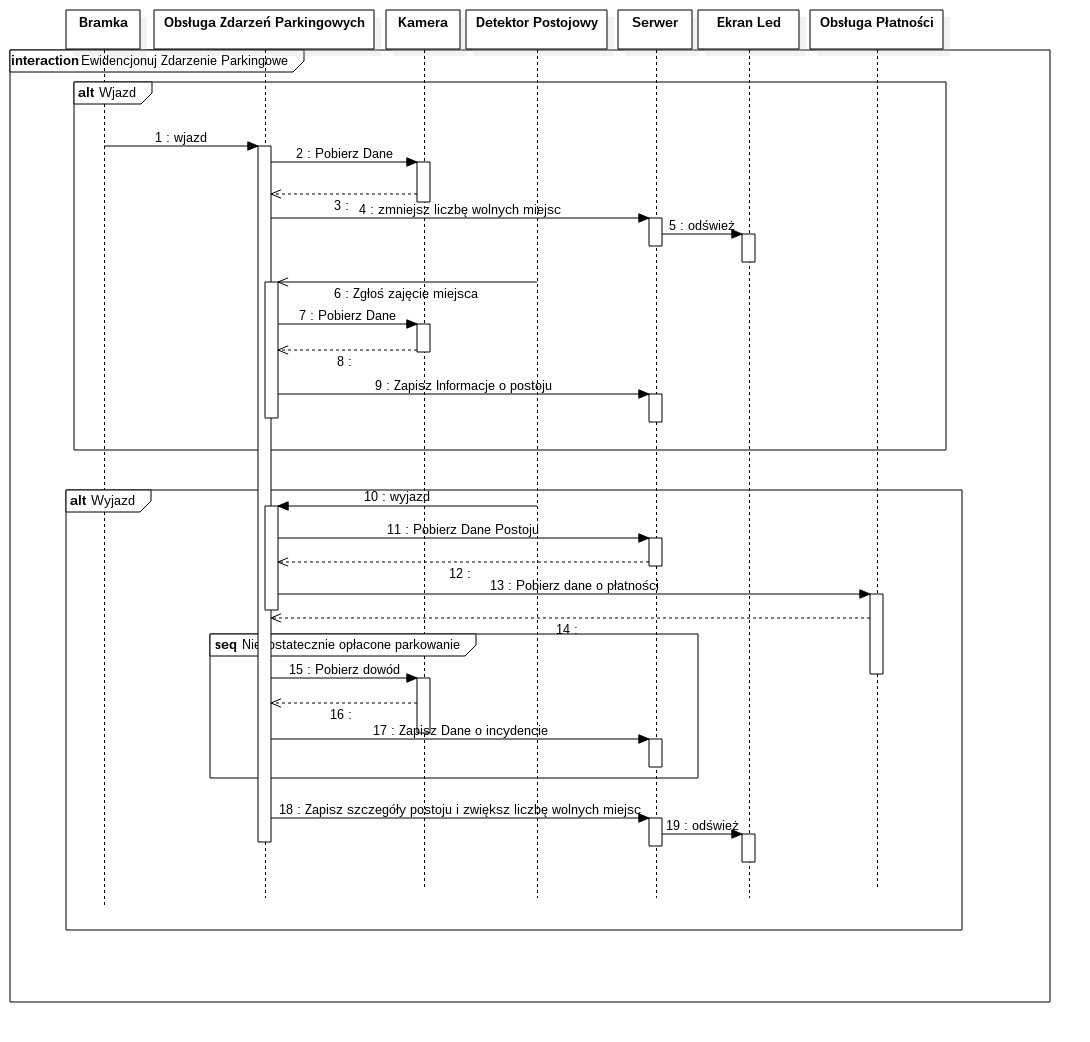 Bramka
Obsługa Zdarzeń Parkingowych
Kamera
Detektor Postojowy
Serwer
Ekran Led
Obsługa Płatności
interaction Ewidencjonuj Zdarzenie Parkingowe
alt Wjazd
1 : wjazd
2 : Pobierz Dane
3 :
4 : zmniejsz liczbę wolnych miejsc
5 : odśwież
6 : Zgłoś zajęcie miejsca
7 : Pobierz Dane
8 :
9 : Zapisz Informacje o postoju
alt Wyjazd
10 : wyjazd
11 : Pobierz Dane Postoju
12 :
13 : Pobierz dane o płatności
14 :
seq Niedostatecznie opłacone parkowanie
15 : Pobierz dowód
16 :
17 : Zapisz Dane o incydencie
18 : Zapisz szczegóły postoju i zwiększ liczbę wolnych miejsc
19 : odśwież